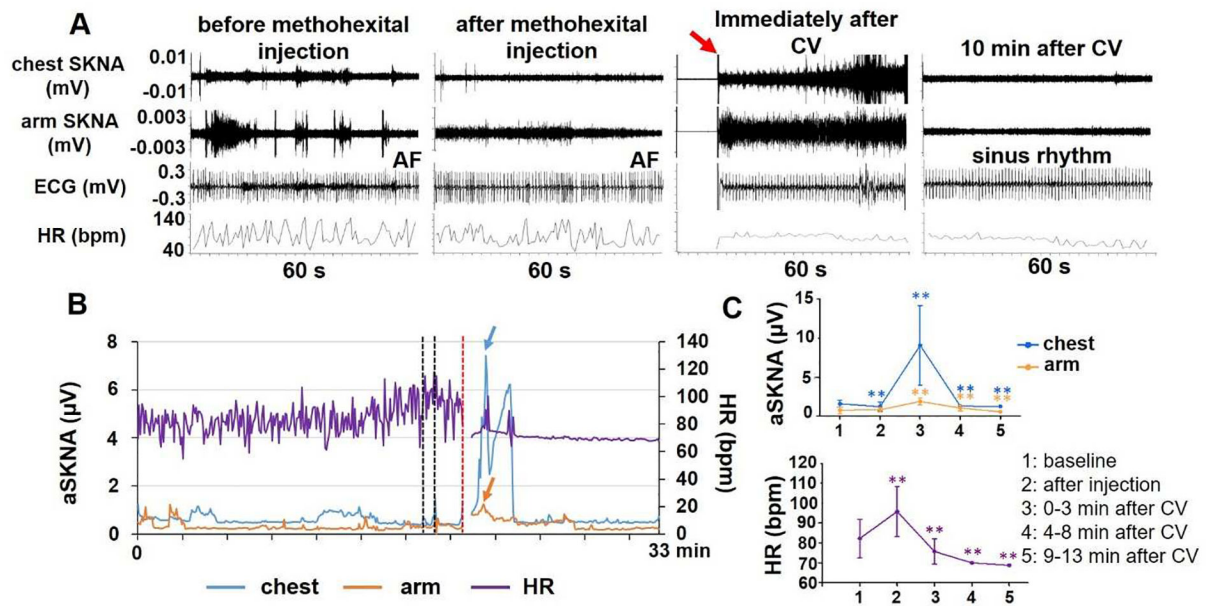 A
before methohexital
injection
after methohexital
injection
Immediately after
CV
10 min after CV
chest SKNA
(mV)
0.01
-0.01
arm SKNA
(mV)
0.003
-0.003
AF
AF
sinus rhythm
ECG (mV)
0.3
-0.3
HR (bpm)
140
40
60 s
60 s
60 s
60 s
B
aSKNA (µV)
8
6
4
2
0
140
120
100
80
60
40
20
0
HR (bpm)
0
33 min
chest
arm
HR
C
aSKNA (µV)
15
10
5
0
**
**
**
**
**
**
**
chest
arm
1 2 3 4 5
HR (bpm)
120
110
100
90
80
70
60
**
**
**
**
1 2 3 4 5
1: baseline
2: after injection
3: 0-3 min after CV
4: 4-8 min after CV
5: 9-13 min after CV